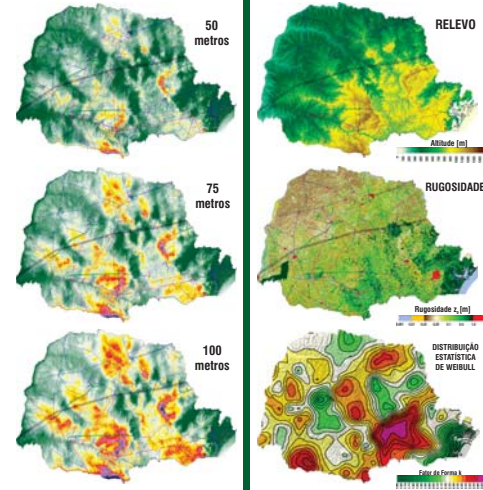 50
metros
75
metros
100
metros
RELEVO
Altitude [m]
RUGOSIDADE
Rugosidade z₀ [m]
DISTRIBUIÇÃO
ESTATÍSTICA
DE WEIBULL
Fator de Forma k